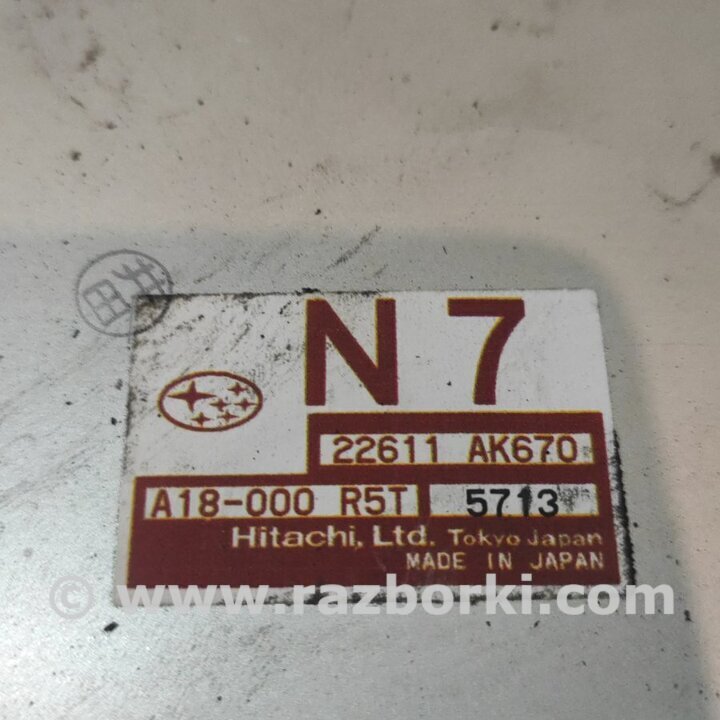 N7
22611 AK670
A18-000 R5T 5713
Hitachi, Ltd. Tokyo Japan
MADE IN JAPAN
© www.razborki.com